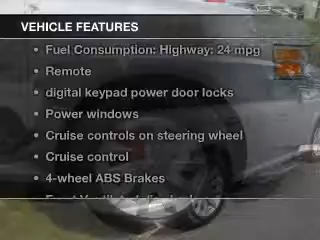 VEHICLE FEATURES
• Fuel Consumption: Highway: 24 mpg
• Remote
• digital keypad power door locks
• Power windows
• Cruise controls on steering wheel
• Cruise control
• 4-wheel ABS Brakes